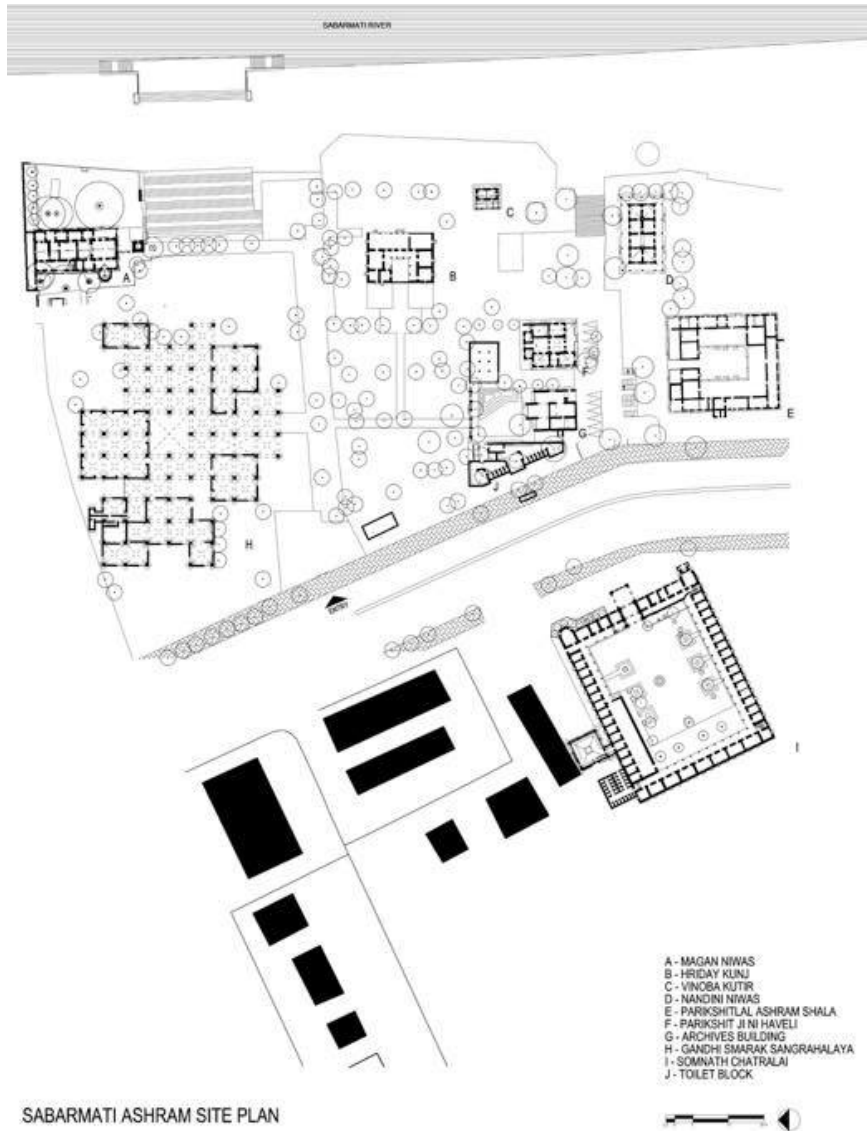 SABARMATI RIVER
A
B
C
D
E
F
G
J
H
ENTRY
I
A - MAGAN NIWAS
B - HRIDAY KUNJ
C - VINOBA KUTIR
D - NANDINI NIWAS
E - PARIKSHITLAL ASHRAM SHALA
F - PARIKSHIT JI NI HAVELI
G - ARCHIVES BUILDING
H - GANDHI SMARAK SANGRAHALAYA
I - SOMNATH CHATRALAI
J - TOILET BLOCK
SABARMATI ASHRAM SITE PLAN